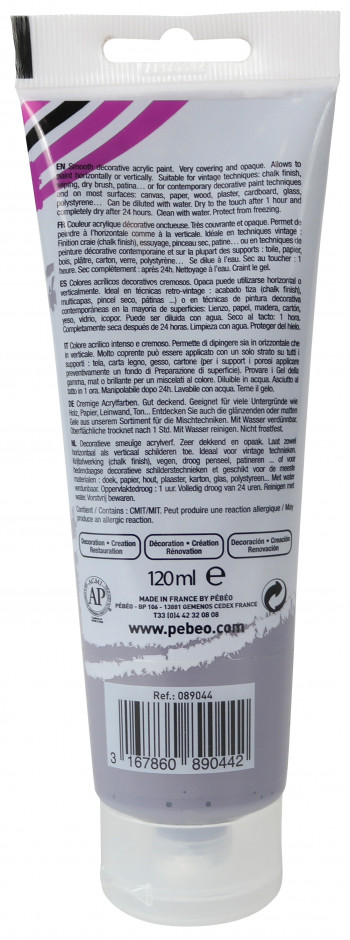 EN Smooth decorative acrylic paint. Very covering and opaque. Allows to
paint horizontally or vertically. Suitable for vintage techniques: chalk finish,
wiping, dry brush, patina... or for contemporary decorative paint techniques
and on most surfaces: canvas, paper, wood, plaster, cardboard, glass,
polystyrene... Can be diluted with water. Dry to the touch after 1 hour and
completely dry after 24 hours. Clean with water. Protect from freezing.
FR Couleur acrylique décorative onctueuse. Très couvrante et opaque. Permet de
peindre à l'horizontale comme à la verticale. Idéale en techniques vintage :
Finition craie (chalk finish), essuyage, pinceau sec, patine... ou en techniques de
peinture décorative contemporaine et sur la plupart des supports : toile, papier,
bois, plâtre, carton, verre, polystyrène... Se dilue à l'eau. Sec au toucher : 1
heure. Sec complètement : après 24h. Nettoyage à l'eau. Craint le gel.
ES Colores acrílicos decorativos cremosos. Opaca puede utilizarse horizontal o
verticalmente. Ideal en técnicas retro-vintage : acabado tiza (chalk finish),
multicapas, pincel seco, pátinas ...) o en técnicas de pintura decorativa
contemporáneas en la mayoría de superficies: Lienzo, papel, madera, cartón,
yeso, vidrio, icopor. Puede ser diluida con agua. Seco al tacto: 1 hora.
Completamente seca después de 24 horas. Limpieza con agua. Proteger del hielo.
IT Colore acrilico intenso e cremoso. Permette di dipingere sia in orizzontale che
in verticale. Molto coprente può essere applicato con un solo strato su tutti i
supporti : tela, carta legno, gesso, cartone (per i support i porosi applicare
preventivamente un fondo di Preparazione di superficie). Prova i Gel della
gamma, mat o brillante per un miscelati al colore. Diluire in acqua. Asciutto al
tatto in 1 ora. Manipolabile dopo 24h. Lavabile con acqua. Teme il gelo.
DE Cremige Acrylfarben. Gut deckend. Geeignet für viele Untergründe wie
Holz, Papier, Leinwand, Ton... Entdecken Sie auch die glänzenden oder matten
Gele aus unserem Sortiment für die Mischtechniken. Mit Wasser verdünnbar.
Oberflächliche trocknet nach 1 Std. Mit Wasser reinigen. Nicht frostfest.
NL Decoratieve smeuïge acrylverf. Zeer dekkend en opaak. Laat zowel
horizontaal als verticaal schilderen toe. Ideaal voor vintage technieken,
Krijtafwerking (chalk finish), vegen, droog penseel, patineren ... of voor
hedendaagse decoratieve schilderstechnieken en geschikt voor de meeste
materialen : doek, papier, hout, plaaster, karton, glas, polystyreen... Met water
verdunbaar. Oppervlaktedroog : 1 uur. Volledig droog van 24 uren. Reinigen met
water. Vorstvrij bewaren.
Contient / Contains : CMIT/MIT. Peut produire une réaction allergique / May
produce an allergic reaction.
Decoration • Creation
Restauration
Décoration • Création
Rénovation
Decoración • Creación
Renovación
120 ml ℮
ACMI
AP
MADE IN FRANCE BY PÉBÉO
PÉBÉO - BP 106 - 13881 GEMENOS CEDEX FRANCE
T33 (0)4 42 32 08 08
www.pebeo.com
Ref.: 089044
3 167860 890442